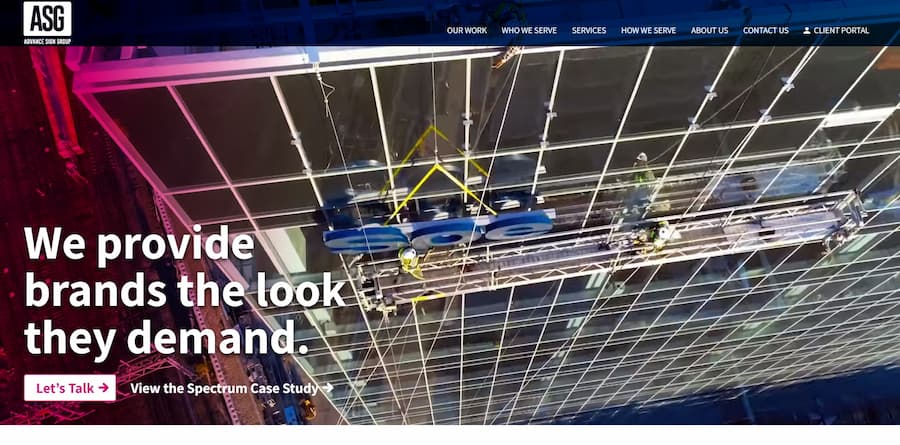 ASG
ADVANCE SIGN GROUP
OUR WORK WHO WE SERVE SERVICES HOW WE SERVE ABOUT US CONTACT US CLIENT PORTAL
We provide
brands the look
they demand.
Let's Talk → View the Spectrum Case Study →